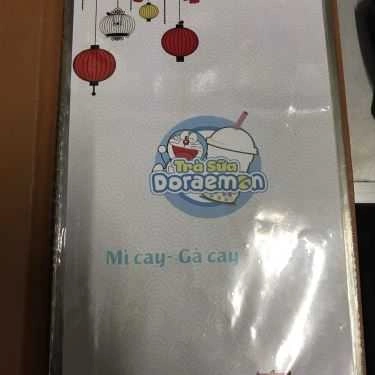 Trà Sữa
Doraemon
Mì cay- Gà cay